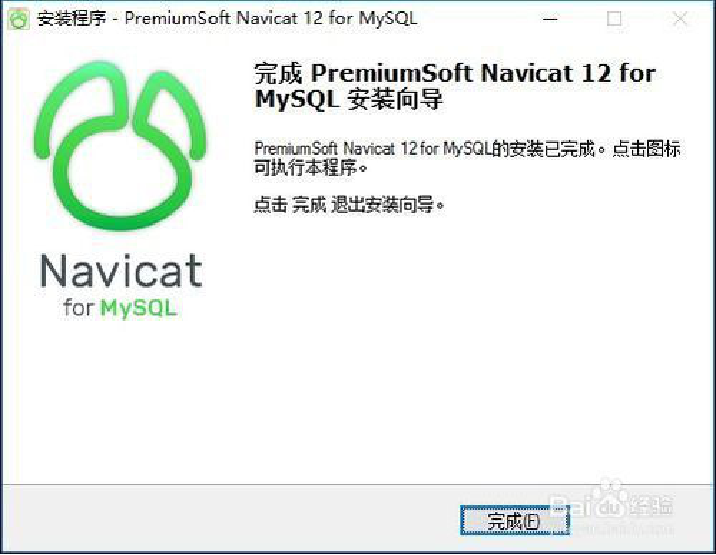 安装程序 - PremiumSoft Navicat 12 for MySQL
完成 PremiumSoft Navicat 12 for
MySQL 安装向导
PremiumSoft Navicat 12 for MySQL的安装已完成。点击图标
可执行本程序。
点击 完成 退出安装向导。
Navicat
for MySQL
完成(F)
Baidu 经验